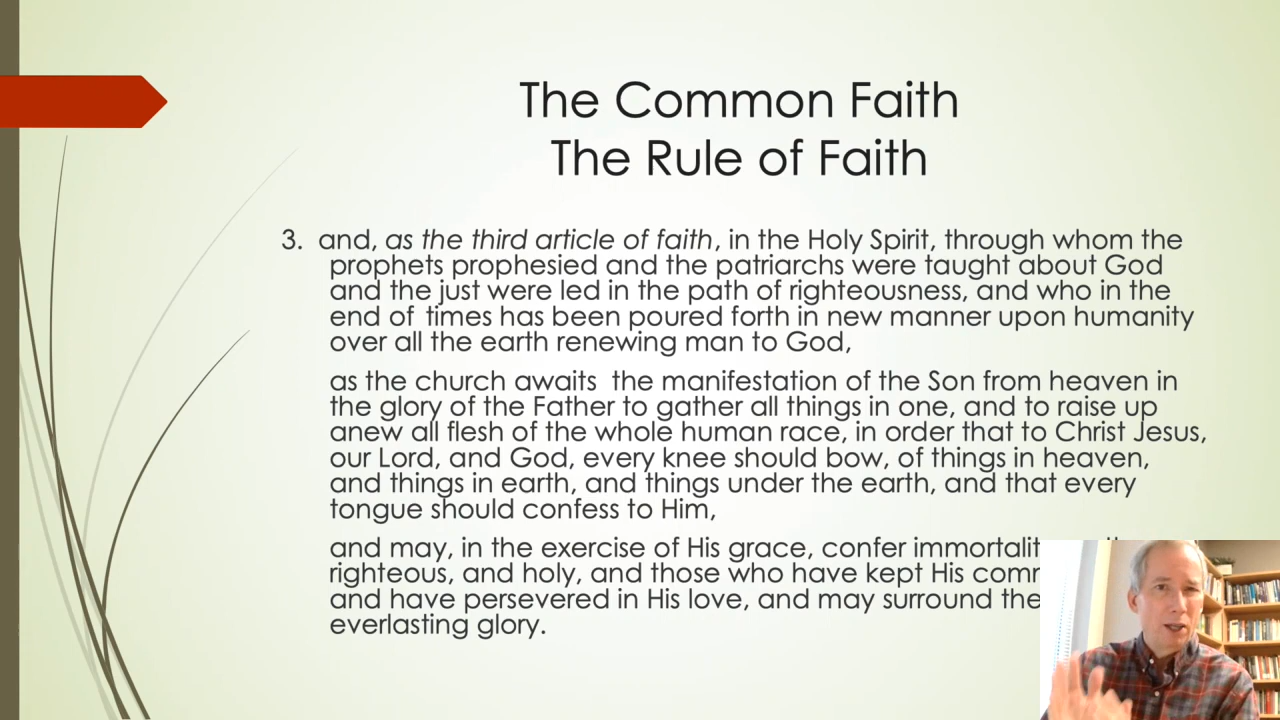 The Common Faith
The Rule of Faith
3. and, as the third article of faith, in the Holy Spirit, through whom the
prophets prophesied and the patriarchs were taught about God
and the just were led in the path of righteousness, and who in the
end of times has been poured forth in new manner upon humanity
over all the earth renewing man to God,
as the church awaits the manifestation of the Son from heaven in
the glory of the Father to gather all things in one, and to raise up
anew all flesh of the whole human race, in order that to Christ Jesus,
our Lord, and God, every knee should bow, of things in heaven,
and things in earth, and things under the earth, and that every
tongue should confess to Him,
and may, in the exercise of His grace, confer
righteous, and holy, and those who have kept His
and have persevered in His love, and may surround
everlasting glory.